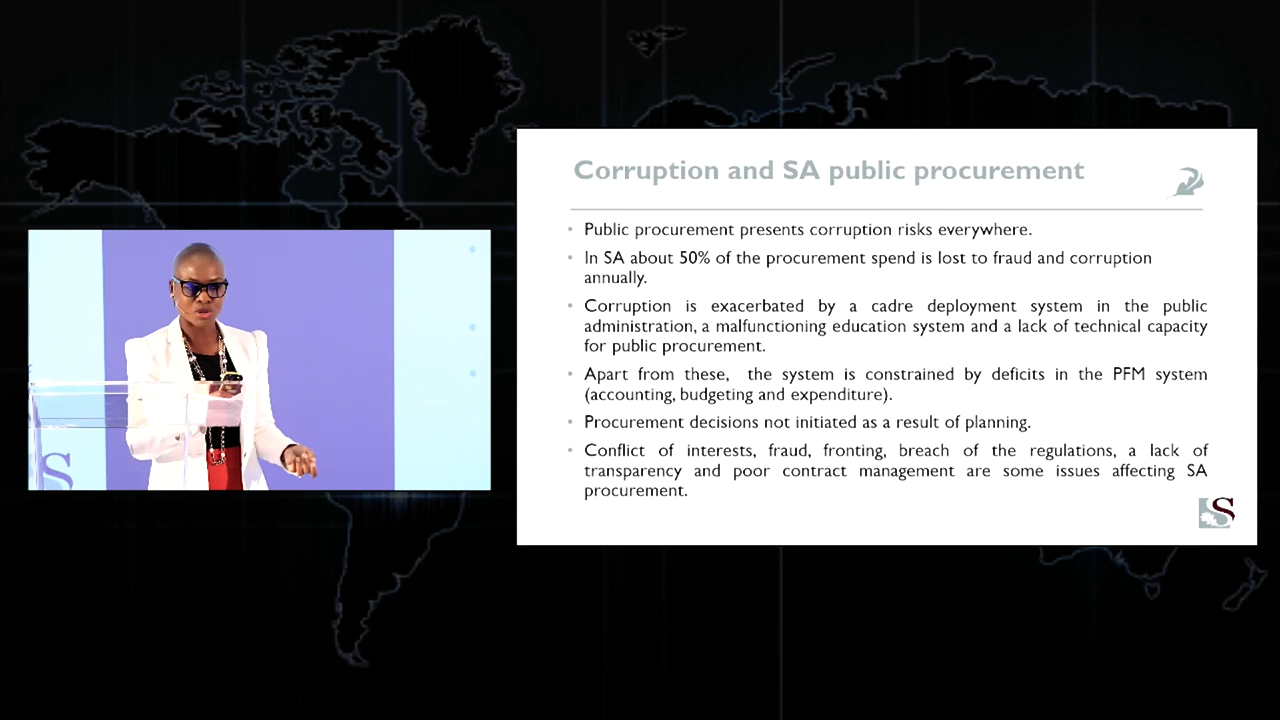 Corruption and SA public procurement
• Public procurement presents corruption risks everywhere.
• In SA about 50% of the procurement spend is lost to fraud and corruption
annually.
• Corruption is exacerbated by a cadre deployment system in the public
administration, a malfunctioning education system and a lack of technical capacity
for public procurement.
• Apart from these, the system is constrained by deficits in the PFM system
(accounting, budgeting and expenditure).
• Procurement decisions not initiated as a result of planning.
• Conflict of interests, fraud, fronting, breach of the regulations, a lack of
transparency and poor contract management are some issues affecting SA
procurement.
S
S